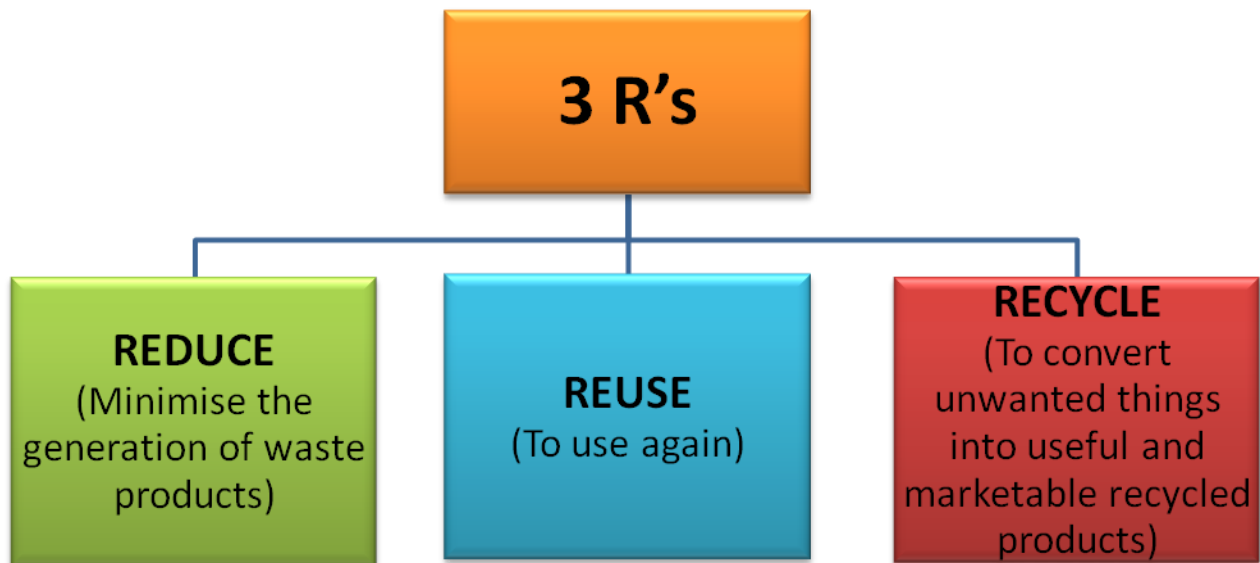 3 R’s
REDUCE
(Minimise the
generation of waste
products)
REUSE
(To use again)
RECYCLE
(To convert
unwanted things
into useful and
marketable recycled
products)